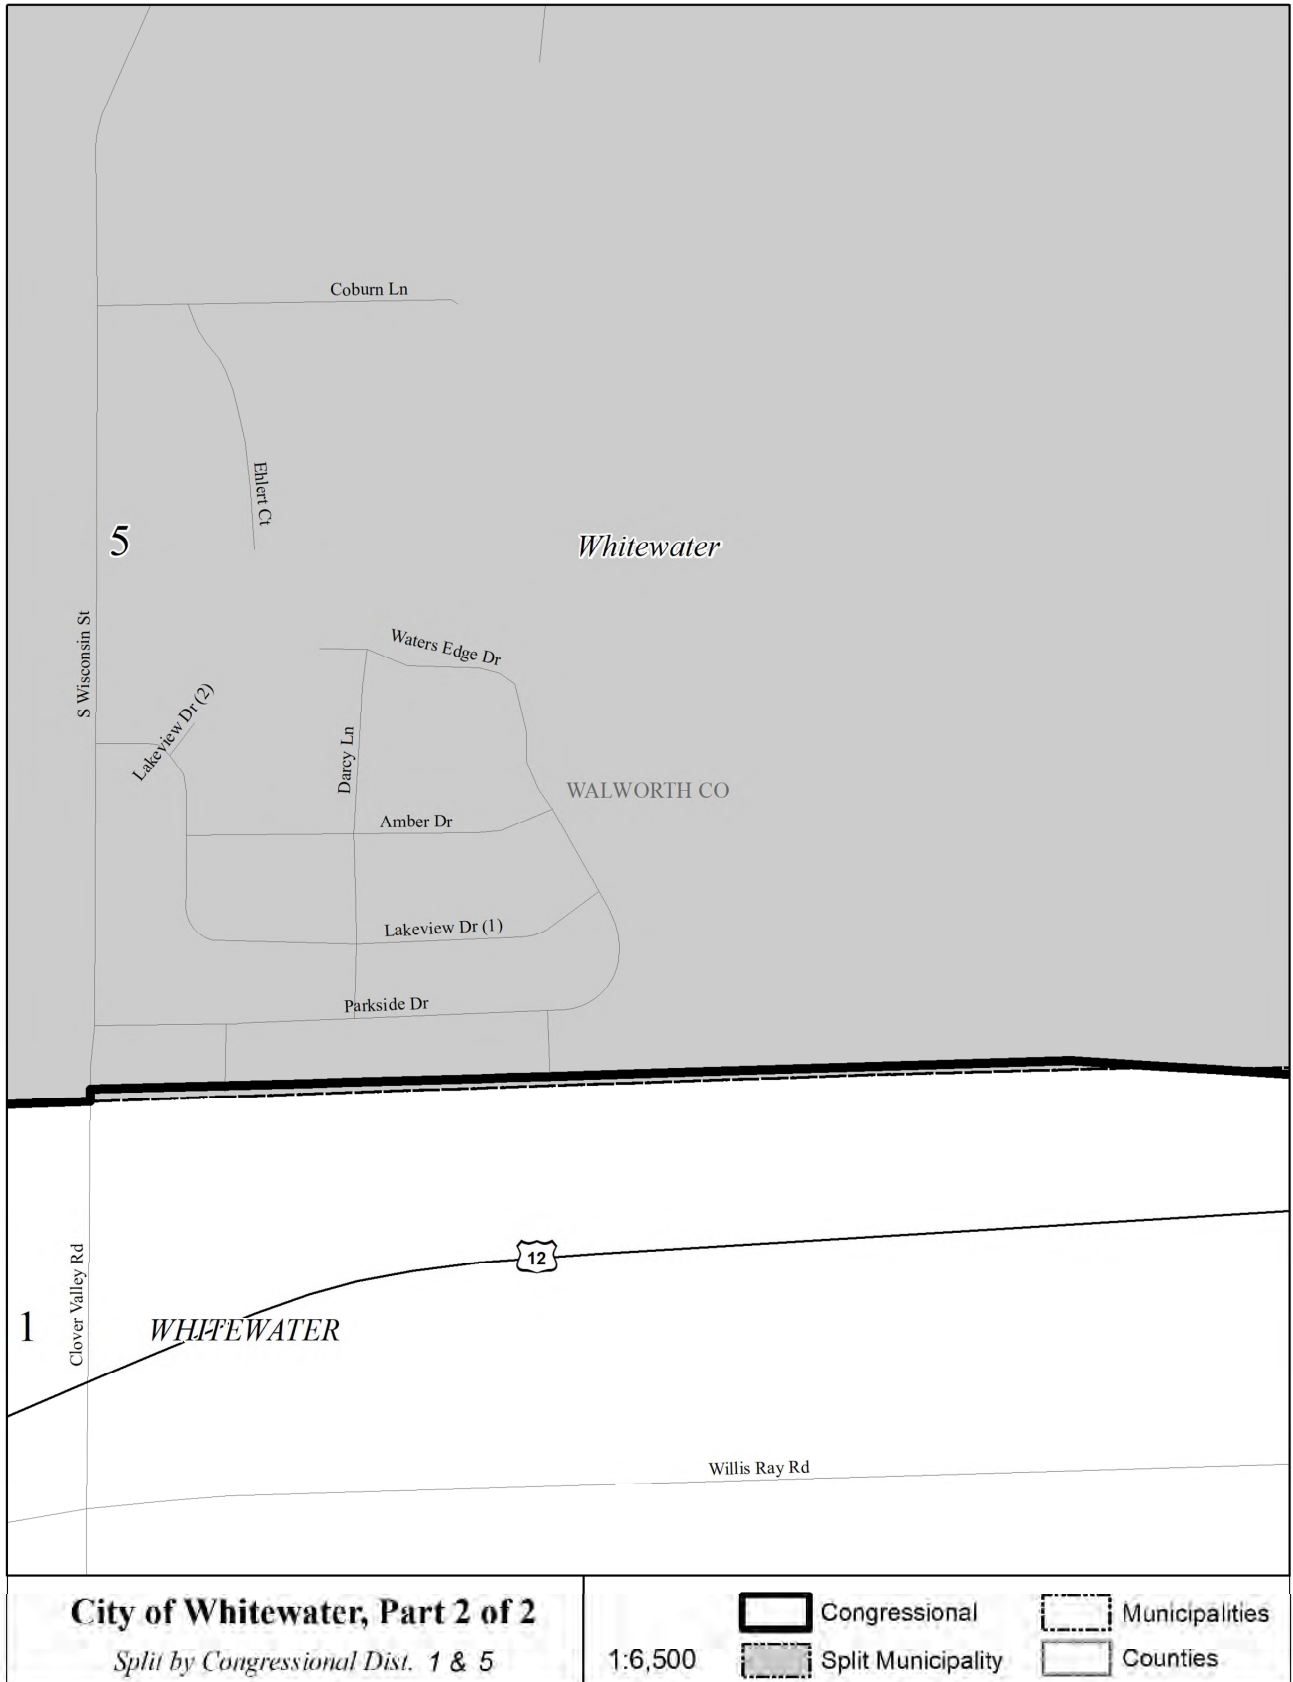 Coburn Ln
Ehlert Ct
5
Whitewater
S Wisconsin St
Waters Edge Dr
Lakeview Dr (2)
Darcy Ln
WALWORTH CO
Amber Dr
Lakeview Dr (1)
Parkside Dr
12
Clover Valley Rd
1
WHITEWATER
Willis Ray Rd
City of Whitewater, Part 2 of 2
Split by Congressional Dist. 1 & 5
1:6,500
Congressional
Split Municipality
Municipalities
Counties